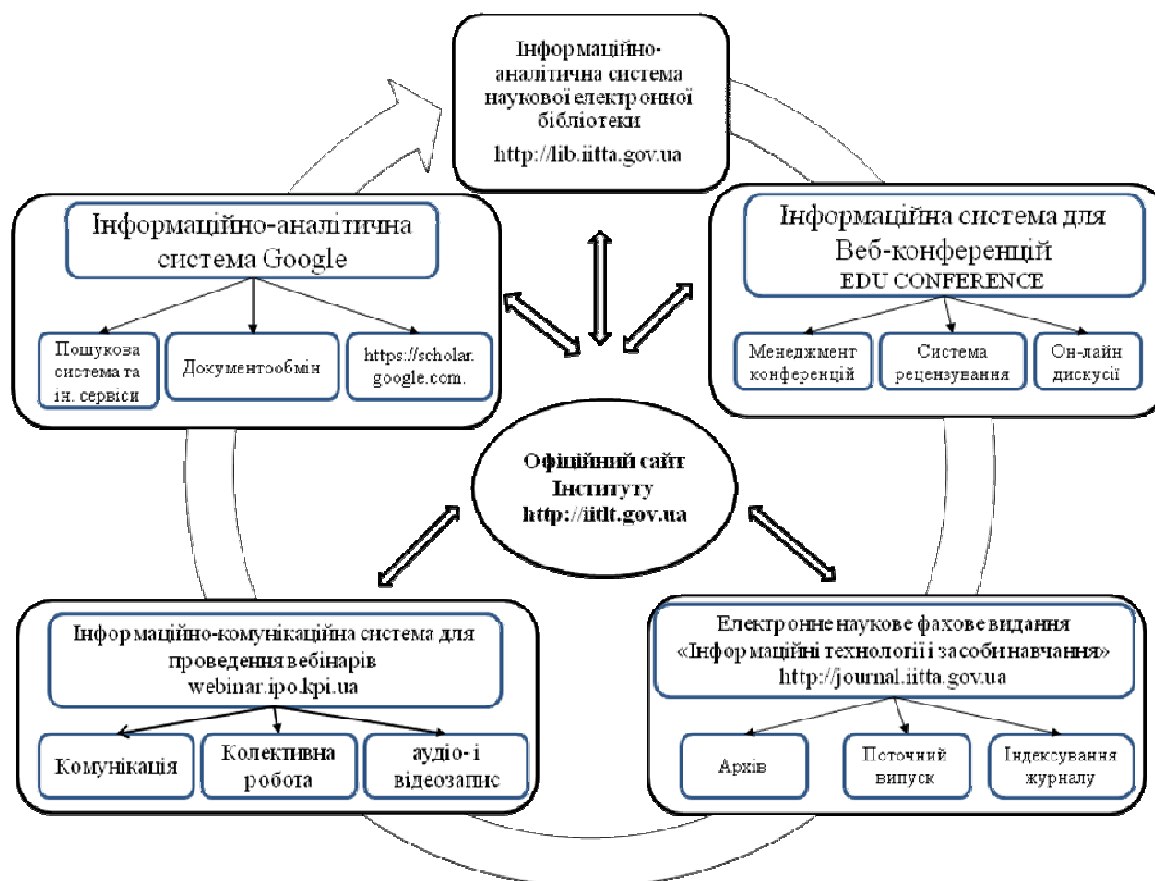 Інформаційно-
аналітична система
наукової електронної
бібліотеки
http://lib.iitta.gov.ua
Інформаційно-аналітична
система Google
Пошукова
система та
ін. сервіси
Документообмін
https://scholar.
google.com.
Інформаційна система для
Веб-конференцій
EDU CONFERENCE
Менеджмент
конференцій
Система
рецензування
Он-лайн
дискусії
Офіційний сайт
Інституту
http://iitlt.gov.ua
Інформаційно-комунікаційна система для
проведення вебінарів
webinar.ipo.kpi.ua
Комунікація
Колективна
робота
аудіо- і
відеозапис
Електронне наукове фахове видання
«Інформаційні технології і засоби навчання»
http://journal.iitta.gov.ua
Архів
Поточний
випуск
Індексування
журналу